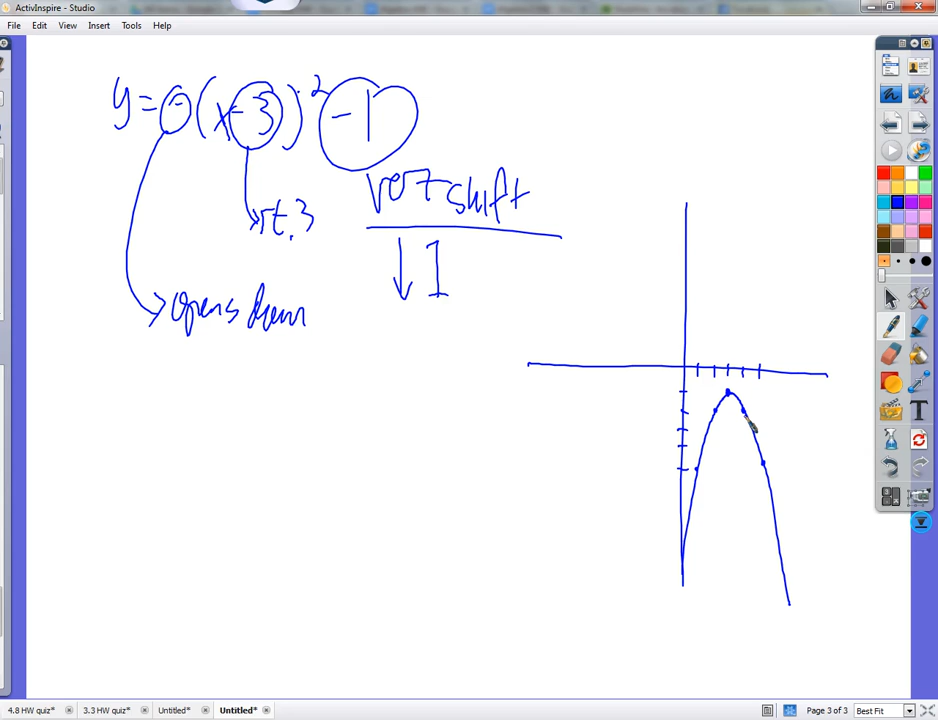 ActivInspire - Studio
File Edit View Insert Tools Help
y = -(x-3)² -1
rt. 3
vert shift
↓ 1
opens down
4.8 HW quiz* 3.3 HW quiz* Untitled* Untitled*
Page 3 of 3 Best Fit